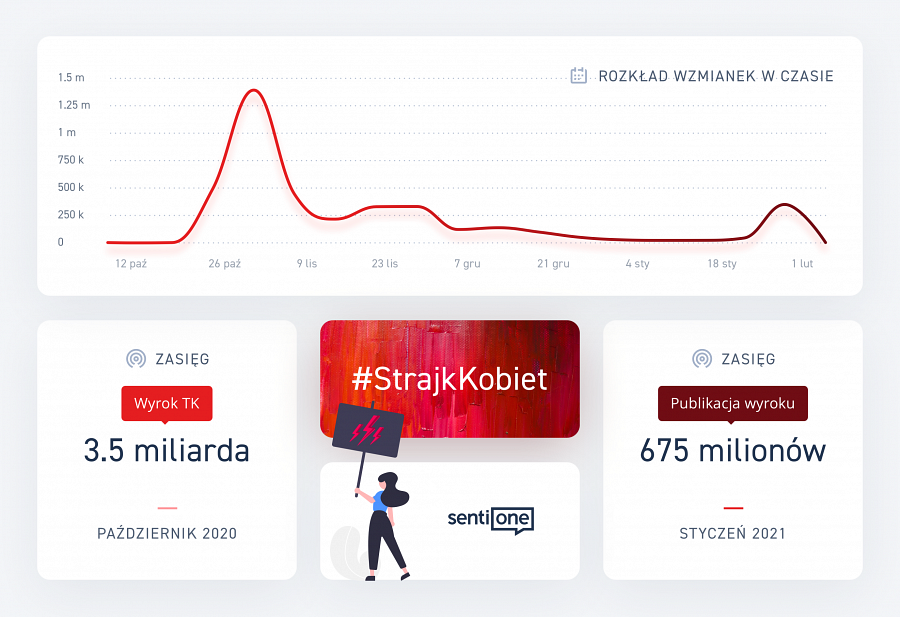 ROZKŁAD WZMIANEK W CZASIE
1.5 m
1.25 m
1 m
750 k
500 k
250 k
0
12 paź 26 paź 9 lis 23 lis 7 gru 21 gru 4 sty 18 sty 1 lut
ZASIĘG
Wyrok TK
3.5 miliarda
PAŹDZIERNIK 2020
#StrajkKobiet
sentione
ZASIĘG
Publikacja wyroku
675 milionów
STYCZEŃ 2021